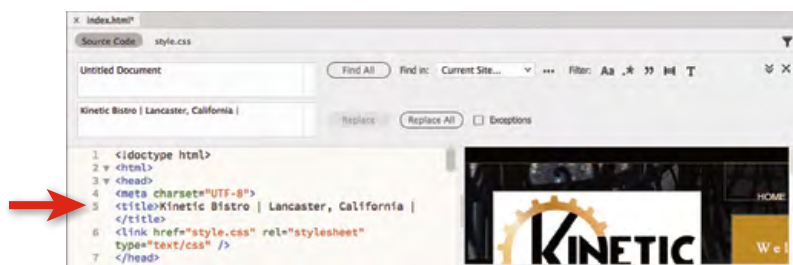 × index.html*
Source Code style.css
Untitled Document
Find All Find in: Current Site... ••• Filter: Aa .* T
Kinetic Bistro | Lancaster, California |
Replace Replace All Exceptions
1 <!doctype html>
2 <html>
3 <head>
4 <meta charset="UTF-8">
5 <title>Kinetic Bistro | Lancaster, California |
</title>
6 <link href="style.css" rel="stylesheet"
type="text/css" />
7 </head>
HOME
KINETIC
Wel